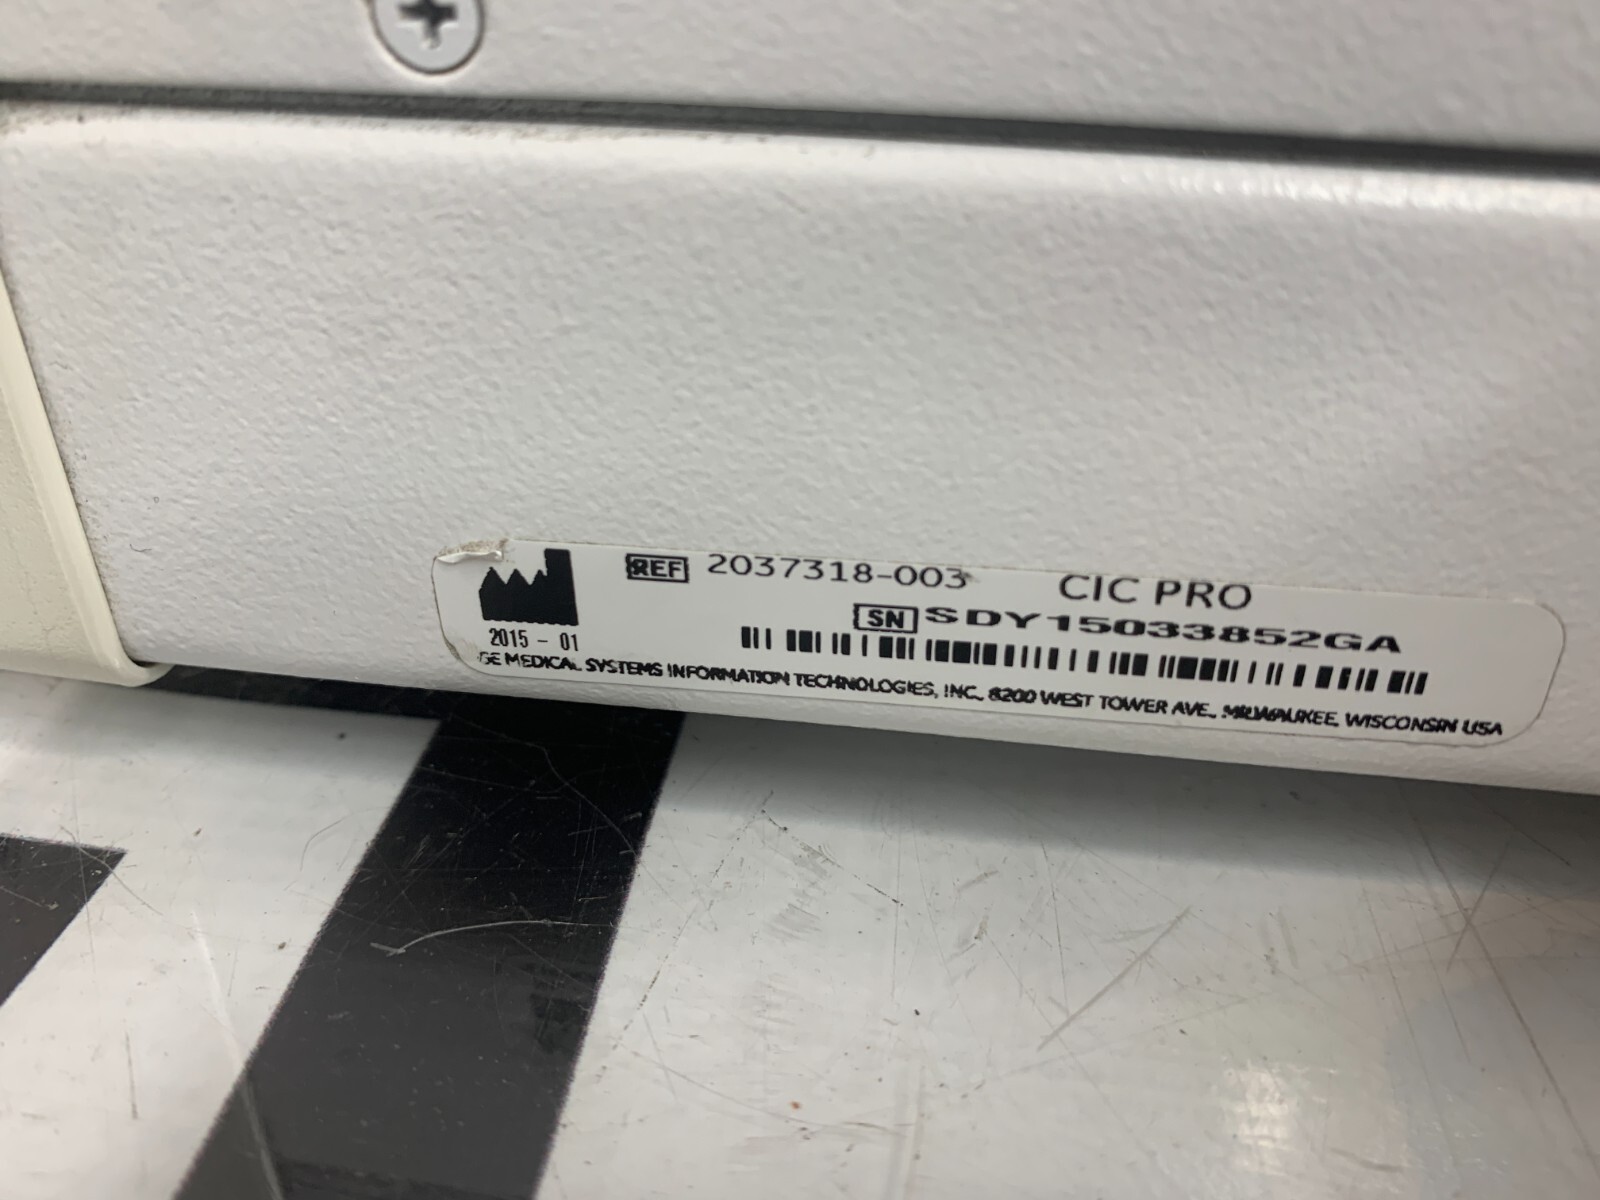 REF 2037318-003 CIC PRO
SN SDY15033852GA
2015 - 01
GE MEDICAL SYSTEMS INFORMATION TECHNOLOGIES, INC., 8200 WEST TOWER AVE., MILWAUKEE, WISCONSIN USA